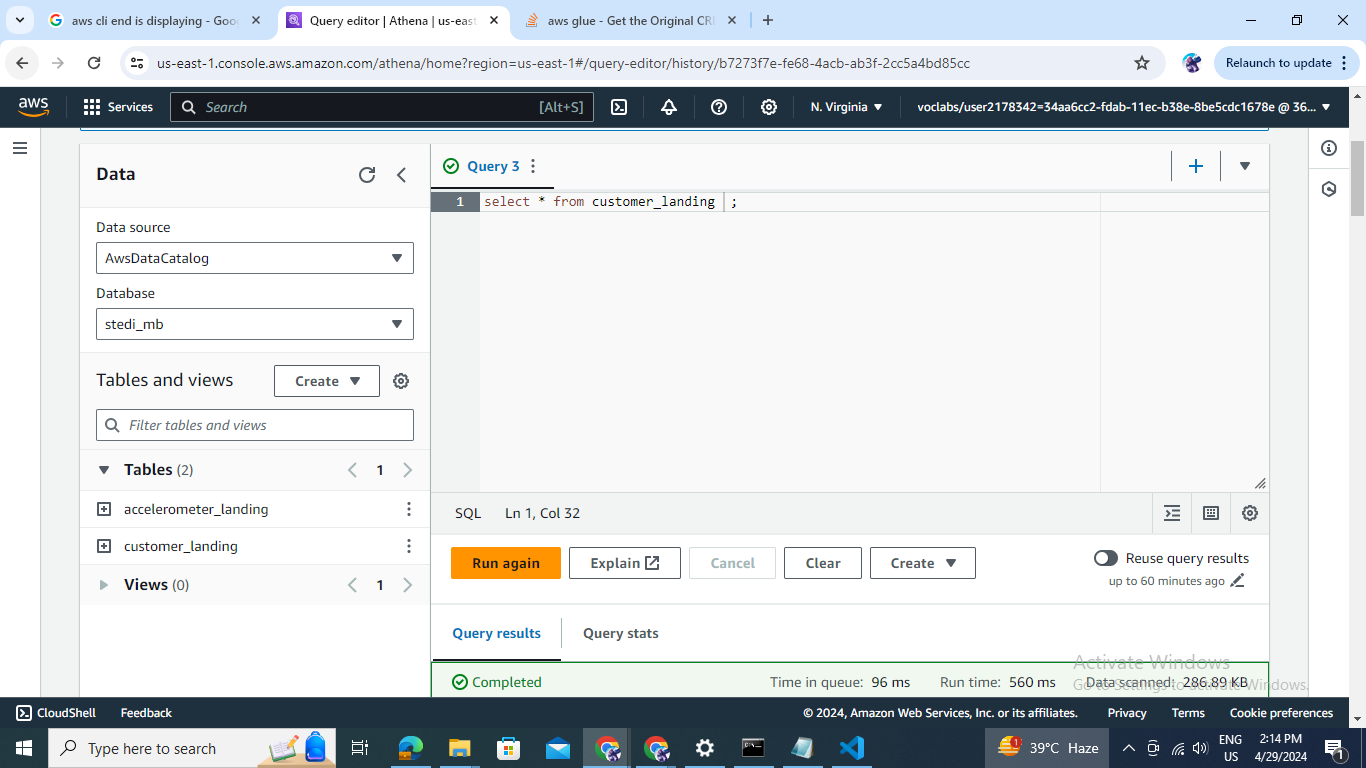 aws cli end is displaying - Goo
Query editor | Athena | us-east
aws glue - Get the Original CRE
us-east-1.console.aws.amazon.com/athena/home?region=us-east-1#/query-editor/history/b7273f7e-fe68-4acb-ab3f-2cc5a4bd85cc
Relaunch to update
aws
Services
Search
[Alt+S]
N. Virginia
voclabs/user2178342=34aa6cc2-fdab-11ec-b38e-8be5cdc1678e @ 36...
Data
Data source
AwsDataCatalog
Database
stedi_mb
Tables and views
Create
Filter tables and views
Tables (2)
1
accelerometer_landing
customer_landing
Views (0)
1
Query 3
1 select * from customer_landing ;
SQL Ln 1, Col 32
Run again
Explain
Cancel
Clear
Create
Reuse query results
up to 60 minutes ago
Query results
Query stats
Completed
Time in queue: 96 ms
Run time: 560 ms
Data scanned: 286.89 KB
Activate Windows
Go to Settings to activate Windows.
CloudShell
Feedback
© 2024, Amazon Web Services, Inc. or its affiliates.
Privacy
Terms
Cookie preferences
Type here to search
1
39°C Haze
ENG
US
2:14 PM
4/29/2024
1